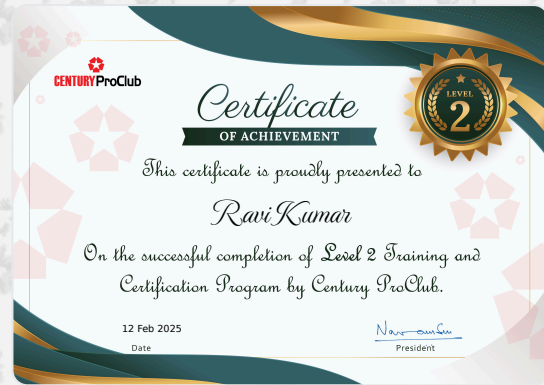 CENTURY ProClub
LEVEL
2
Certificate
OF ACHIEVEMENT
This certificate is proudly presented to
Ravi Kumar
On the successful completion of Level 2 Training and
Certification Program by Century ProClub.
12 Feb 2025
Date
President